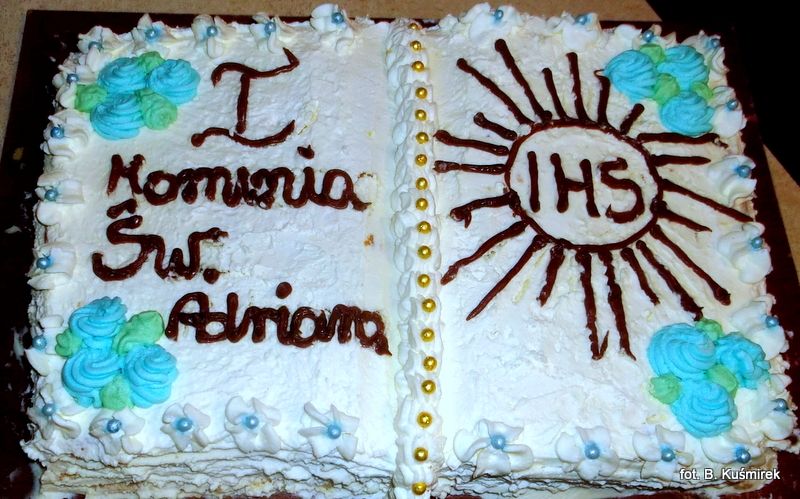 I
Komunia
Św.
Adriana
IHS
fot. B. Kuśmirek